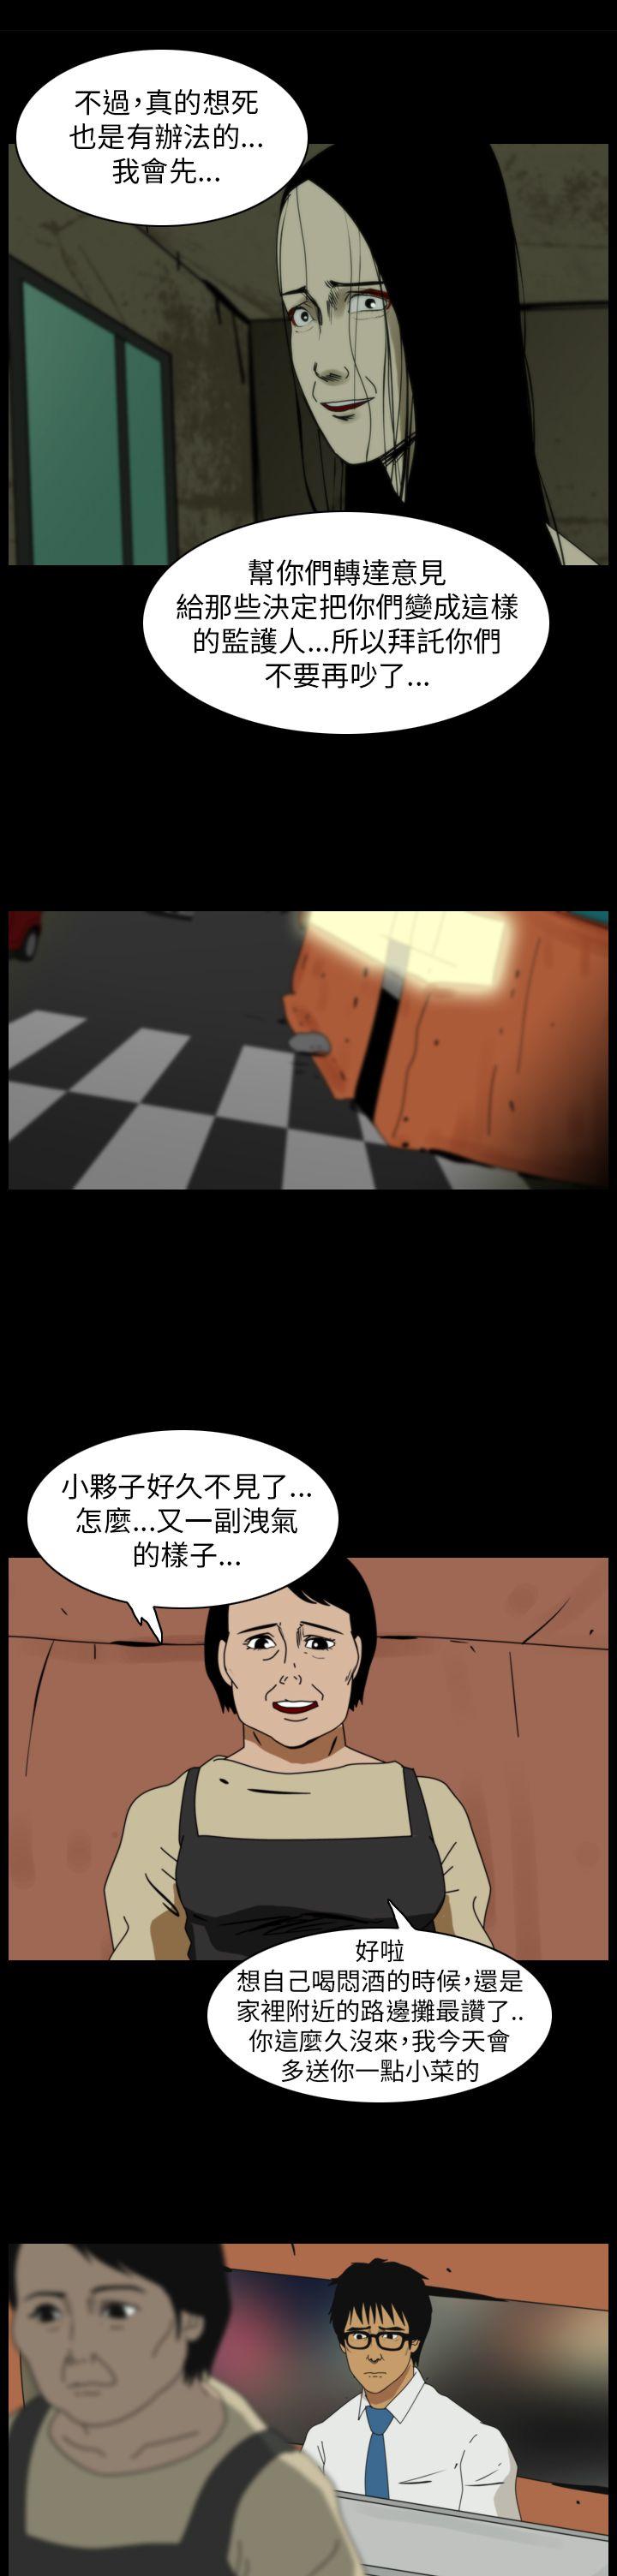 不過，真的想死
也是有辦法的...
我會先...
幫你們轉達意見
給那些決定把你們變成這樣
的監護人...所以拜託你們
不要再吵了...
小夥子好久不見了...
怎麼...又一副洩氣
的樣子...
好啦
想自己喝悶酒的時候，還是
家裡附近的路邊攤最讚了..
你這麼久沒來，我今天會
多送你一點小菜的